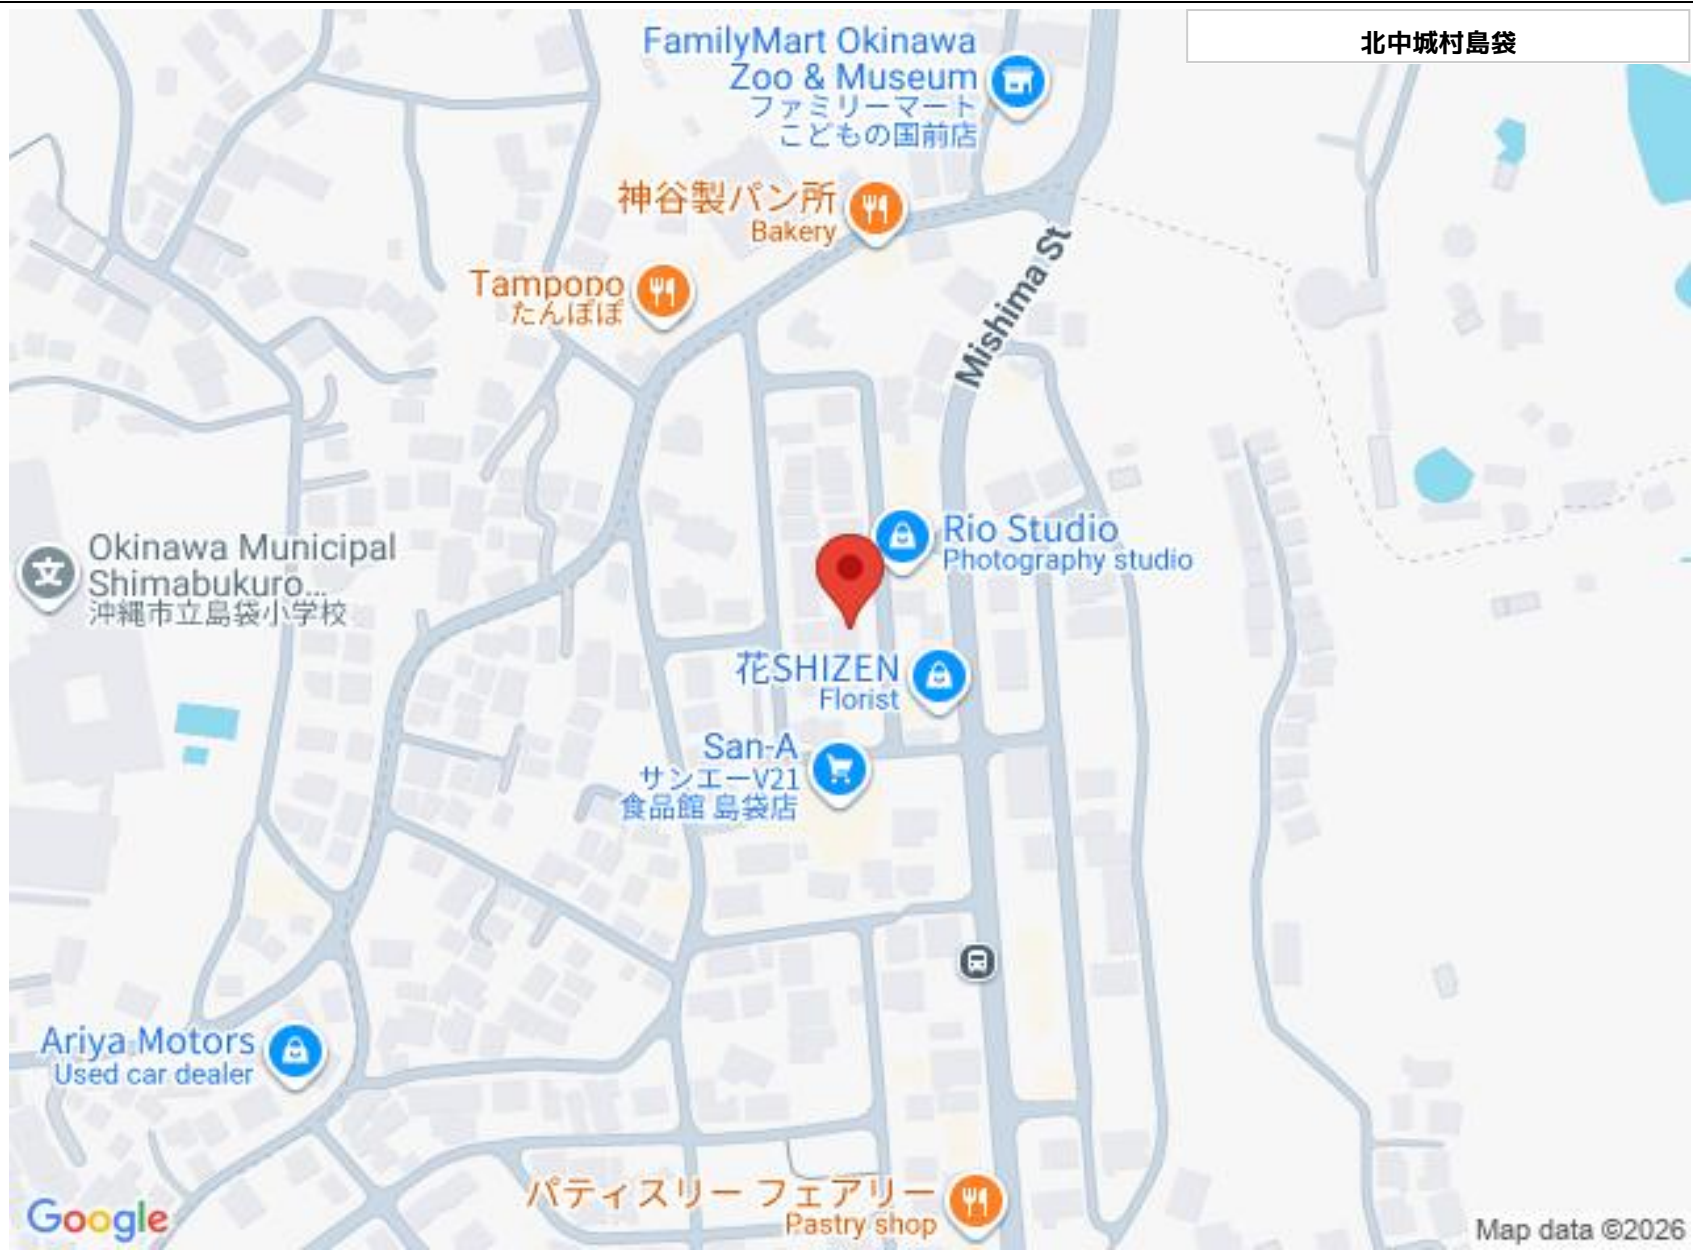 北中城村島袋
FamilyMart Okinawa
Zoo & Museum
ファミリーマート
こどもの国前店
神谷製パン所
Bakery
Mishima St
Tampopo
たんぽぽ
Rio Studio
Photography studio
Okinawa Municipal
Shimabukuro...
沖縄市立島袋小学校
文
花SHIZEN
Florist
San-A
サンエーV21
食品館 島袋店
Ariya Motors
Used car dealer
パティスリー フェアリー
Pastry shop
Google
Map data ©2026